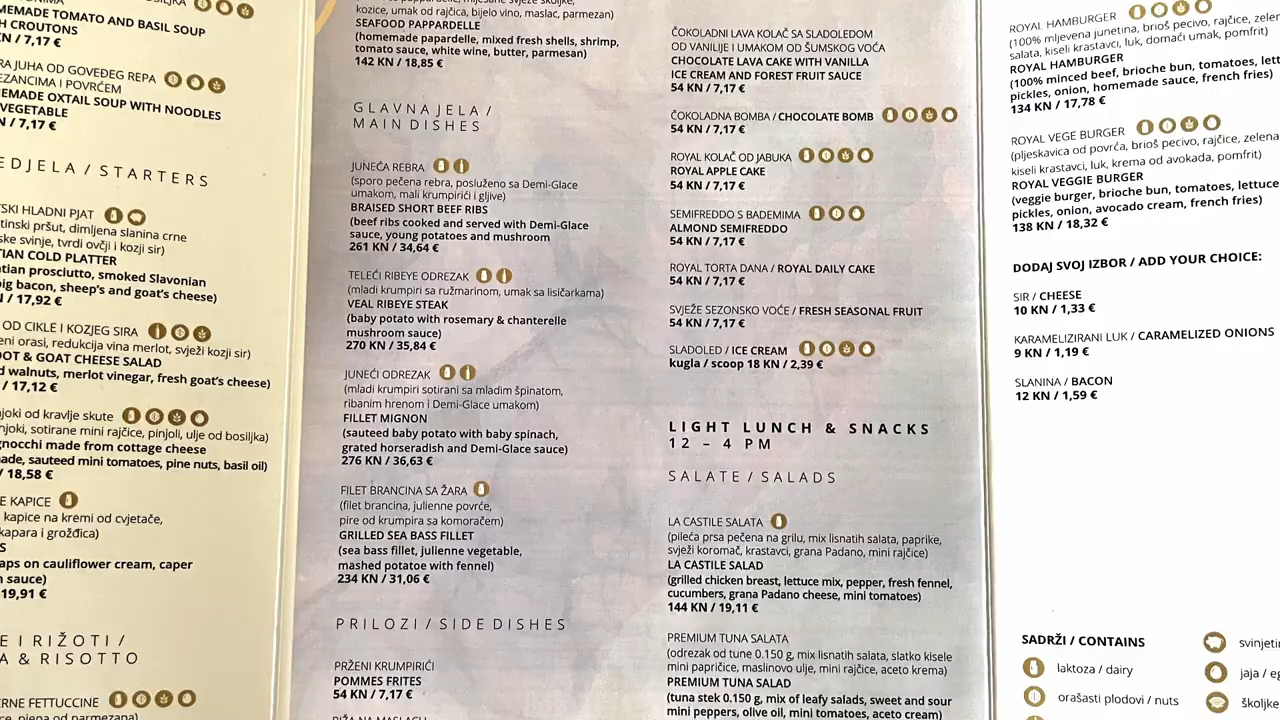 MEMADE TOMATO AND BASIL SOUP
H CROUTONS
KN / 7,17 €
RA JUHA OD GOVEĐEG REPA
EZANCIMA I POVRĆEM
EMADE OXTAIL SOUP WITH NOODLES
VEGETABLE
N / 7,17 €
EDJELA / STARTERS
TSKI HLADNI PJAT
tinski pršut, dimljena slanina crne
ske svinje, tvrdi ovčji i kozji sir)
TIAN COLD PLATTER
atian prosciutto, smoked Slavonian
ig bacon, sheep's and goat's cheese)
/ 17,92 €
OD CIKLE I KOZJEG SIRA
eni orasi, redukcija vina merlot, svježi kozji sir)
OOT & GOAT CHEESE SALAD
d walnuts, merlot vinegar, fresh goat's cheese)
/ 17,12 €
njoki od kravlje skute
njoki, sotirane mini rajčice, pinjoli, ulje od bosiljka)
gnocchi made from cottage cheese
ade, sauteed mini tomatoes, pine nuts, basil oil)
/ 18,58 €
E KAPICE
kapice na kremi od cvjetače,
kapara i grožđica)
S
aps on cauliflower cream, caper
n sauce)
19,91 €
E I RIŽOTI /
A & RISOTTO
ERNE FETTUCCINE
kozice, umak od rajčica, bijelo vino, maslac, parmezan)
SEAFOOD PAPPARDELLE
(homemade papardelle, mixed fresh shells, shrimp,
tomato sauce, white wine, butter, parmesan)
142 KN / 18,85 €
GLAVNA JELA /
MAIN DISHES
JUNEĆA REBRA
(sporo pečena rebra, posluženo sa Demi-Glace
umakom, mali krumpirići i gljive)
BRAISED SHORT BEEF RIBS
(beef ribs cooked and served with Demi-Glace
sauce, young potatoes and mushroom
261 KN / 34,64 €
TELEĆI RIBEYE ODREZAK
(mladi krumpiri sa ružmarinom, umak sa lisičarkama)
VEAL RIBEYE STEAK
(baby potato with rosemary & chanterelle
mushroom sauce)
270 KN / 35,84 €
JUNEĆI ODREZAK
(mladi krumpiri sotirani sa mladim špinatom,
ribanim hrenom i Demi-Glace umakom)
FILLET MIGNON
(sauteed baby potato with baby spinach,
grated horseradish and Demi-Glace sauce)
276 KN / 36,63 €
FILET BRANCINA SA ŽARA
(filet brancina, julienne povrće,
pire od krumpira sa komoračem)
GRILLED SEA BASS FILLET
(sea bass fillet, julienne vegetable,
mashed potatoe with fennel)
234 KN / 31,06 €
PRILOZI / SIDE DISHES
PRŽENI KRUMPIRIĆI
POMMES FRITES
54 KN / 7,17 €
ČOKOLADNI LAVA KOLAČ SA SLADOLEDOM
OD VANILIJE I UMAKOM OD ŠUMSKOG VOĆA
CHOCOLATE LAVA CAKE WITH VANILLA
ICE CREAM AND FOREST FRUIT SAUCE
54 KN / 7,17 €
ČOKOLADNA BOMBA / CHOCOLATE BOMB
54 KN / 7,17 €
ROYAL KOLAČ OD JABUKA
ROYAL APPLE CAKE
54 KN / 7,17 €
SEMIFREDDO S BADEMIMA
ALMOND SEMIFREDDO
54 KN / 7,17 €
ROYAL TORTA DANA / ROYAL DAILY CAKE
54 KN / 7,17 €
SVJEŽE SEZONSKO VOĆE / FRESH SEASONAL FRUIT
54 KN / 7,17 €
SLADOLED / ICE CREAM
kugla / scoop 18 KN / 2,39 €
LIGHT LUNCH & SNACKS
12 – 4 PM
SALATE / SALADS
LA CASTILE SALATA
(pileća prsa pečena na grilu, mix lisnatih salata, paprike,
svježi koromač, krastavci, grana Padano, mini rajčice)
LA CASTILE SALAD
(grilled chicken breast, lettuce mix, pepper, fresh fennel,
cucumbers, grana Padano cheese, mini tomatoes)
144 KN / 19,11 €
PREMIUM TUNA SALATA
(odrezak od tune 0.150 g, mix lisnatih salata, slatko kisele
mini papričice, maslinovo ulje, mini rajčice, aceto krema)
PREMIUM TUNA SALAD
(tuna stek 0.150 g, mix of leafy salads, sweet and sour
mini peppers, olive oil, mini tomatoes, aceto cream)
ROYAL HAMBURGER
(100% mljevena junetina, brioš pecivo, rajčice, zelen
salata, kiseli krastavci, luk, domaći umak, pomfrit)
ROYAL HAMBURGER
(100% minced beef, brioche bun, tomatoes, lett
pickles, onion, homemade sauce, french fries)
134 KN / 17,78 €
ROYAL VEGE BURGER
(pljeskavica od povrća, brioš pecivo, rajčice, zelena
kiseli krastavci, luk, krema od avokada, pomfrit)
ROYAL VEGGIE BURGER
(veggie burger, brioche bun, tomatoes, lettuce
pickles, onion, avocado cream, french fries)
138 KN / 18,32 €
DODAJ SVOJ IZBOR / ADD YOUR CHOICE:
SIR / CHEESE
10 KN / 1,33 €
KARAMELIZIRANI LUK / CARAMELIZED ONIONS
9 KN / 1,19 €
SLANINA / BACON
12 KN / 1,59 €
SADRŽI / CONTAINS
laktoza / dairy
orašasti plodovi / nuts
svinjetin
jaja / eg
školjke